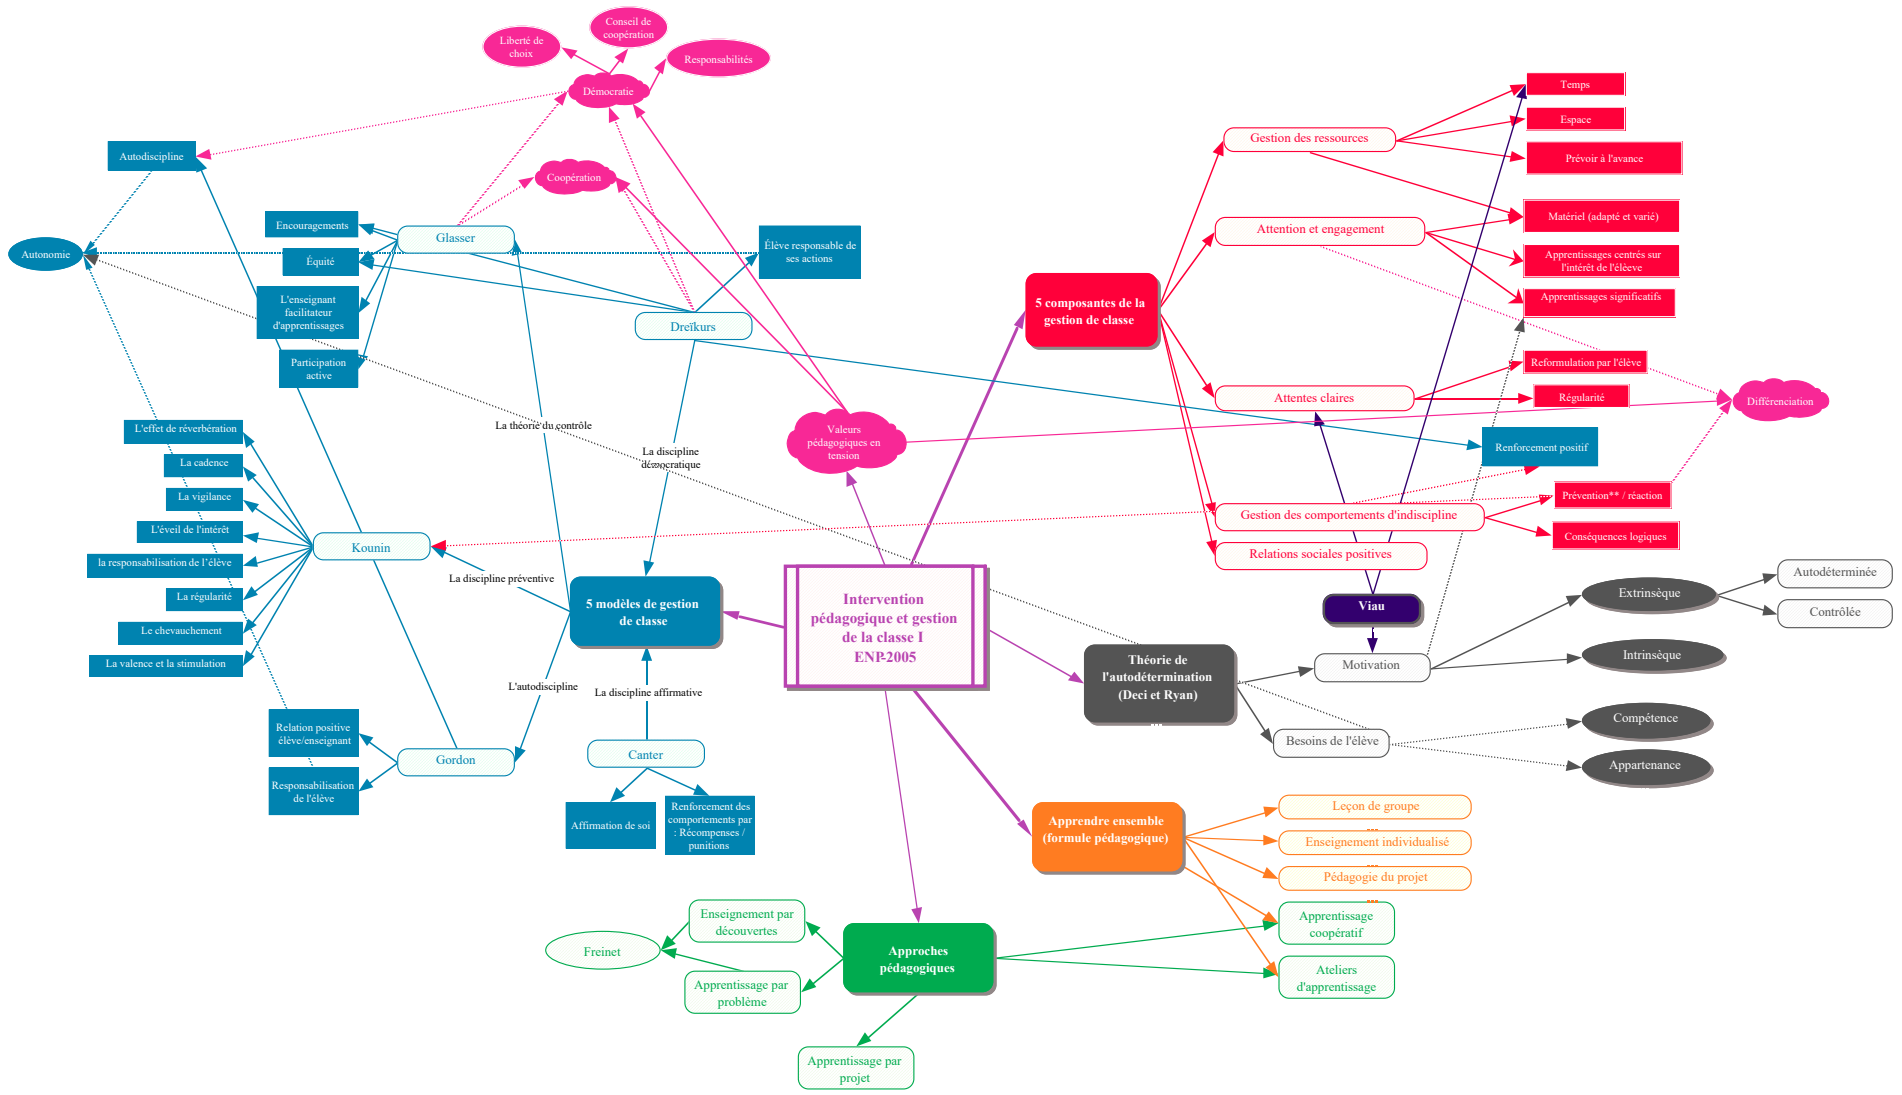 Liberté de
choix
Conseil de
coopération
Responsabilités
Démocratie
Coopération
Autodiscipline
Autonomie
Encouragements
Équité
L'enseignant
facilitateur
d'apprentissages
Participation
active
Glasser
Élève responsable de
ses actions
Dreïkurs
La théorie du contrôle
La discipline
démocratique
Valeurs
pédagogiques en
tension
L'effet de réverbération
La cadence
La vigilance
L'éveil de l'intérêt
la responsabilisation de l'élève
La régularité
Le chevauchement
La valence et la stimulation
Kounin
La discipline préventive
5 modèles de gestion
de classe
L'autodiscipline
La discipline affirmative
Relation positive
élève/enseignant
Responsabilisation
de l'élève
Gordon
Canter
Affirmation de soi
Renforcement des
comportements par
: Récompenses /
punitions
Intervention
pédagogique et gestion
de la classe I
ENP-2005
5 composantes de la
gestion de classe
Gestion des ressources
Temps
Espace
Prévoir à l'avance
Matériel (adapté et varié)
Attention et engagement
Apprentissages centrés sur
l'intérêt de l'éleève
Apprentissages significatifs
Attentes claires
Reformulation par l'élève
Régularité
Différenciation
Renforcement positif
Gestion des comportements d'indiscipline
Prévention** / réaction
Conséquences logiques
Relations sociales positives
Viau
Théorie de
l'autodétermination
(Deci et Ryan)
Motivation
Extrinsèque
Autodéterminée
Contrôlée
Intrinsèque
Besoins de l'élève
Compétence
Appartenance
Apprendre ensemble
(formule pédagogique)
Leçon de groupe
Enseignement individualisé
Pédagogie du projet
Apprentissage
coopératif
Ateliers
d'apprentissage
Approches
pédagogiques
Enseignement par
découvertes
Freinet
Apprentissage par
problème
Apprentissage par
projet